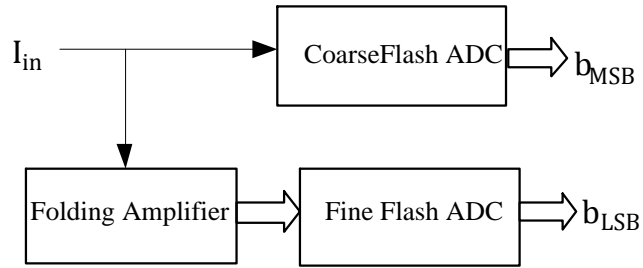 I_in
CoarseFlash ADC
b_MSB
Folding Amplifier
Fine Flash ADC
b_LSB